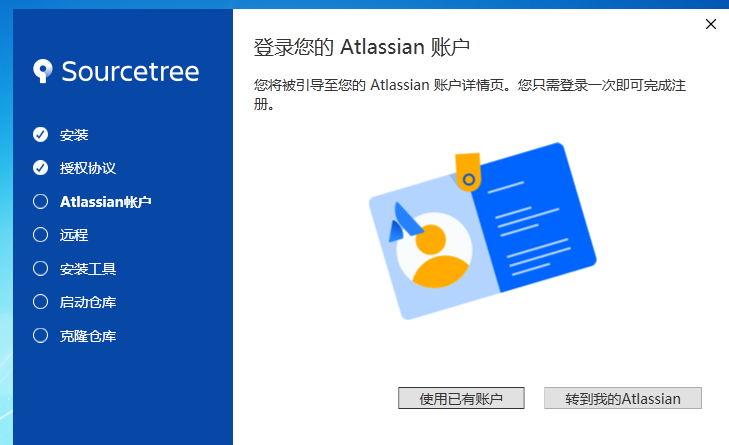 Sourcetree
安装
授权协议
Atlassian帐户
远程
安装工具
启动仓库
克隆仓库
登录您的 Atlassian 账户
您将被引导至您的 Atlassian 账户详情页。您只需登录一次即可完成注
册。
使用已有账户
转到我的Atlassian